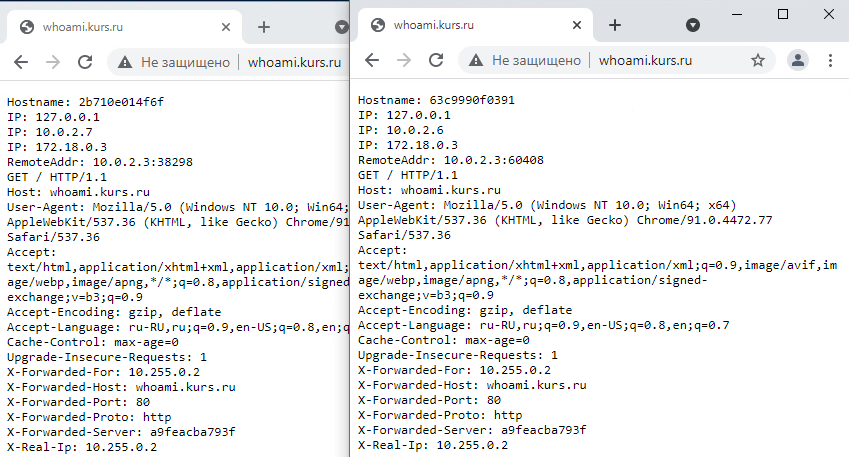 whoami.kurs.ru
Не защищено
whoami.kurs.ru
Hostname: 2b710e014f6f
IP: 127.0.0.1
IP: 10.0.2.7
IP: 172.18.0.3
RemoteAddr: 10.0.2.3:38298
GET / HTTP/1.1
Host: whoami.kurs.ru
User-Agent: Mozilla/5.0 (Windows NT 10.0; Win64;
AppleWebKit/537.36 (KHTML, like Gecko) Chrome/91
Safari/537.36
Accept:
text/html,application/xhtml+xml,application/xml;
age/webp,image/apng,*/*;q=0.8,application/signed
exchange;v=b3;q=0.9
Accept-Encoding: gzip, deflate
Accept-Language: ru-RU,ru;q=0.9,en-US;q=0.8,en;q
Cache-Control: max-age=0
Upgrade-Insecure-Requests: 1
X-Forwarded-For: 10.255.0.2
X-Forwarded-Host: whoami.kurs.ru
X-Forwarded-Port: 80
X-Forwarded-Proto: http
X-Forwarded-Server: a9feacba793f
X-Real-Ip: 10.255.0.2
whoami.kurs.ru
Не защищено
whoami.kurs.ru
Hostname: 63c9990f0391
IP: 127.0.0.1
IP: 10.0.2.6
IP: 172.18.0.3
RemoteAddr: 10.0.2.3:60408
GET / HTTP/1.1
Host: whoami.kurs.ru
User-Agent: Mozilla/5.0 (Windows NT 10.0; Win64; x64)
AppleWebKit/537.36 (KHTML, like Gecko) Chrome/91.0.4472.77
Safari/537.36
Accept:
text/html,application/xhtml+xml,application/xml;q=0.9,image/avif,im
age/webp,image/apng,*/*;q=0.8,application/signed-
exchange;v=b3;q=0.9
Accept-Encoding: gzip, deflate
Accept-Language: ru-RU,ru;q=0.9,en-US;q=0.8,en;q=0.7
Cache-Control: max-age=0
Upgrade-Insecure-Requests: 1
X-Forwarded-For: 10.255.0.2
X-Forwarded-Host: whoami.kurs.ru
X-Forwarded-Port: 80
X-Forwarded-Proto: http
X-Forwarded-Server: a9feacba793f
X-Real-Ip: 10.255.0.2